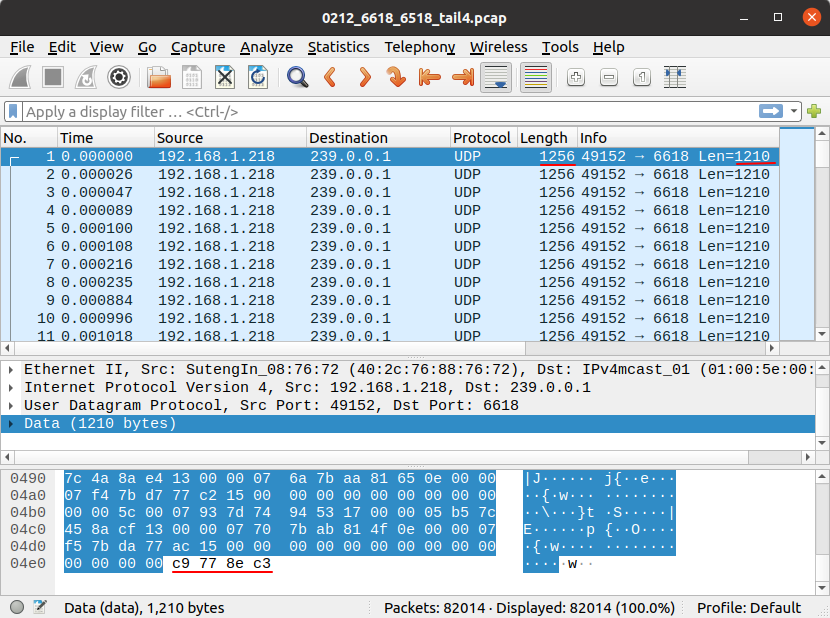 0212_6618_6518_tail4.pcap
File Edit View Go Capture Analyze Statistics Telephony Wireless Tools Help
Apply a display filter … <Ctrl-/>
No. Time Source Destination Protocol Length Info
1 0.000000 192.168.1.218 239.0.0.1 UDP 1256 49152 → 6618 Len=1210
2 0.000026 192.168.1.218 239.0.0.1 UDP 1256 49152 → 6618 Len=1210
3 0.000047 192.168.1.218 239.0.0.1 UDP 1256 49152 → 6618 Len=1210
4 0.000089 192.168.1.218 239.0.0.1 UDP 1256 49152 → 6618 Len=1210
5 0.000100 192.168.1.218 239.0.0.1 UDP 1256 49152 → 6618 Len=1210
6 0.000108 192.168.1.218 239.0.0.1 UDP 1256 49152 → 6618 Len=1210
7 0.000216 192.168.1.218 239.0.0.1 UDP 1256 49152 → 6618 Len=1210
8 0.000235 192.168.1.218 239.0.0.1 UDP 1256 49152 → 6618 Len=1210
9 0.000884 192.168.1.218 239.0.0.1 UDP 1256 49152 → 6618 Len=1210
10 0.000996 192.168.1.218 239.0.0.1 UDP 1256 49152 → 6618 Len=1210
11 0.001018 192.168.1.218 239.0.0.1 UDP 1256 49152 → 6618 Len=1210
Ethernet II, Src: SutengIn_08:76:72 (40:2c:76:88:76:72), Dst: IPv4mcast_01 (01:00:5e:00:
Internet Protocol Version 4, Src: 192.168.1.218, Dst: 239.0.0.1
User Datagram Protocol, Src Port: 49152, Dst Port: 6618
Data (1210 bytes)
0490 7c 4a 8a e4 13 00 00 07 6a 7b aa 81 65 0e 00 00 |J······ j{··e···
04a0 07 f4 7b d7 77 c2 15 00 00 00 00 00 00 00 00 00 ··{·w··· ········
04b0 00 00 5c 00 07 93 7d 74 94 53 17 00 00 05 b5 7c ··\···}t ·S·····|
04c0 45 8a cf 13 00 00 07 70 7b ab 81 4f 0e 00 00 07 E······p {··O····
04d0 f5 7b da 77 ac 15 00 00 00 00 00 00 00 00 00 00 ·{·w···· ········
04e0 00 00 00 00 c9 77 8e c3 ·····w··
Data (data), 1,210 bytes Packets: 82014 · Displayed: 82014 (100.0%) Profile: Default